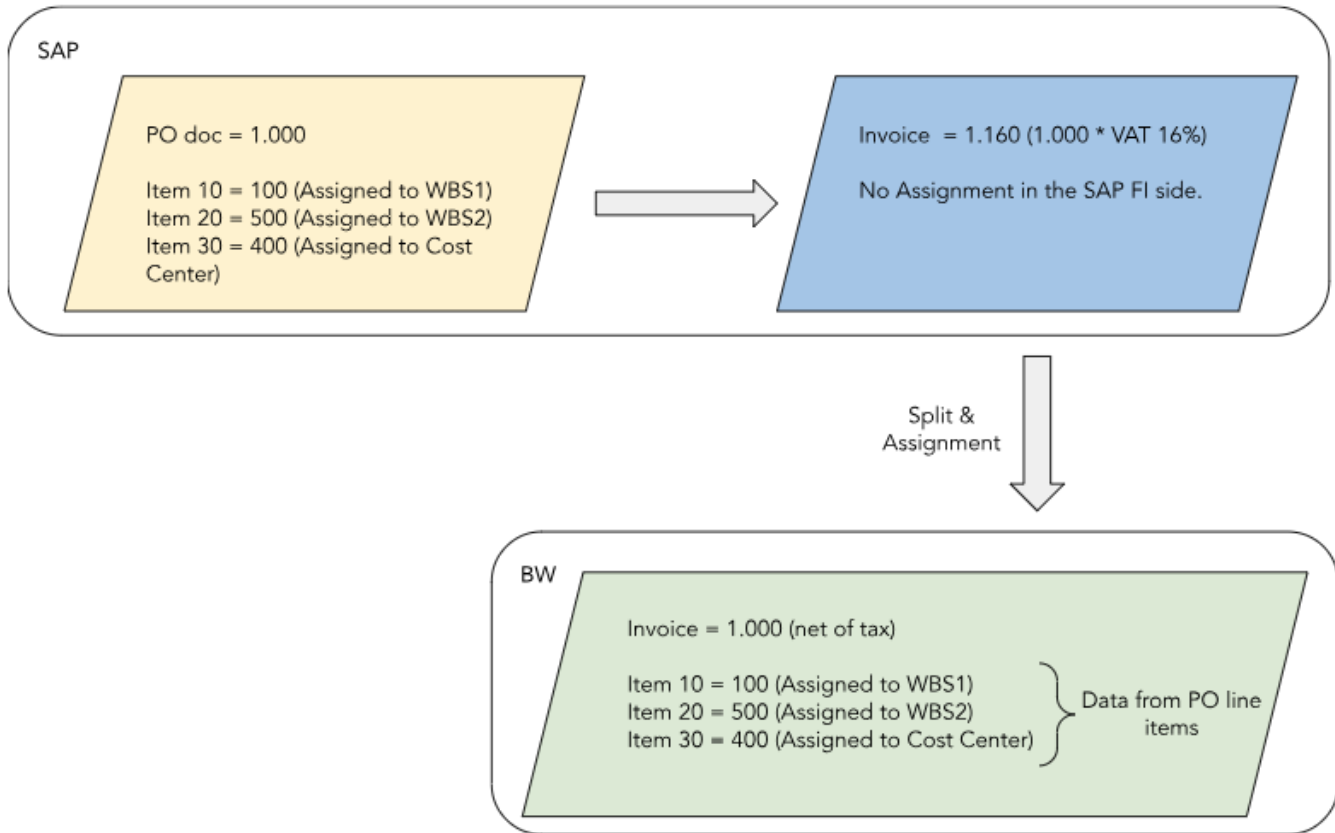 SAP
PO doc = 1.000
Item 10 = 100 (Assigned to WBS1)
Item 20 = 500 (Assigned to WBS2)
Item 30 = 400 (Assigned to Cost
Center)
Invoice  = 1.160 (1.000 * VAT 16%)
No Assignment in the SAP FI side.
Split &
Assignment
BW
Invoice = 1.000 (net of tax)
Item 10 = 100 (Assigned to WBS1)
Item 20 = 500 (Assigned to WBS2)
Item 30 = 400 (Assigned to Cost Center)
Data from PO line
items